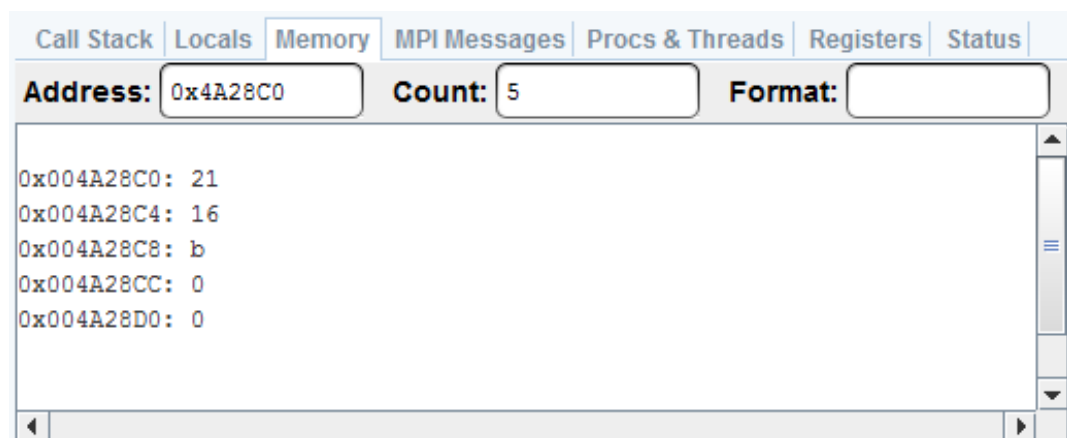 Call Stack Locals Memory MPI Messages Procs & Threads Registers Status
Address: 0x4A28C0 Count: 5 Format:
0x004A28C0: 21
0x004A28C4: 16
0x004A28C8: b
0x004A28CC: 0
0x004A28D0: 0